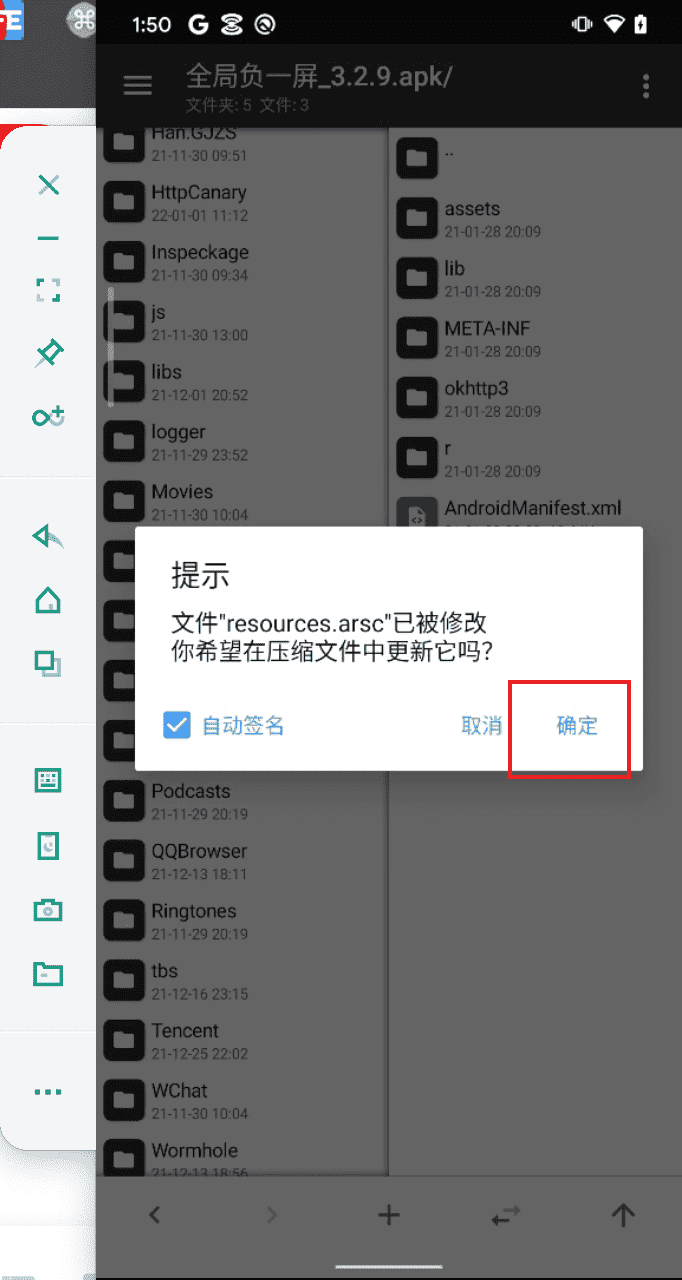 1:50
全局负一屏_3.2.9.apk/
文件夹: 5 文件: 3
Han.GJZS
21-11-30 09:51
HttpCanary
22-01-01 11:12
Inspeckage
21-11-30 09:34
js
21-11-30 13:00
libs
21-12-01 20:52
logger
21-11-29 23:52
Movies
21-11-30 10:04
..
assets
21-01-28 20:09
lib
21-01-28 20:09
META-INF
21-01-28 20:09
okhttp3
21-01-28 20:09
r
21-01-28 20:09
AndroidManifest.xml
提示
文件"resources.arsc"已被修改
你希望在压缩文件中更新它吗?
自动签名
取消
确定
Podcasts
21-11-29 20:19
QQBrowser
21-12-13 18:11
Ringtones
21-11-29 20:19
tbs
21-12-16 23:15
Tencent
21-12-25 22:02
WChat
21-11-30 10:04
Wormhole
21-12-13 18:56